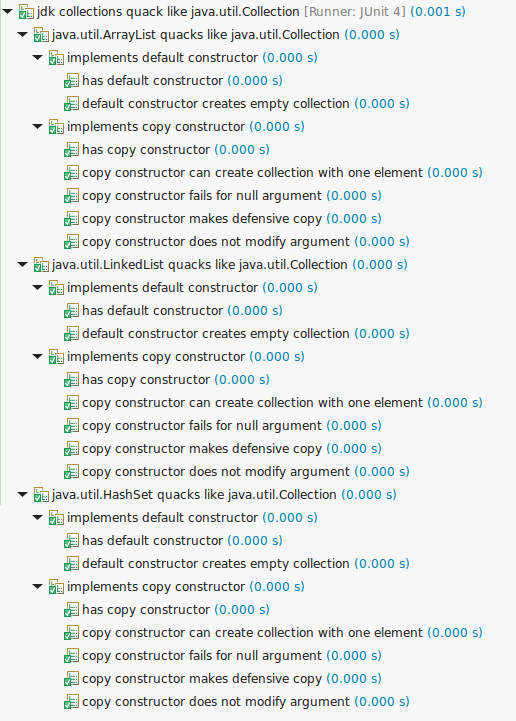 jdk collections quack like java.util.Collection [Runner: JUnit 4] (0.001 s)
java.util.ArrayList quacks like java.util.Collection (0.000 s)
implements default constructor (0.000 s)
has default constructor (0.000 s)
default constructor creates empty collection (0.000 s)
implements copy constructor (0.000 s)
has copy constructor (0.000 s)
copy constructor can create collection with one element (0.000 s)
copy constructor fails for null argument (0.000 s)
copy constructor makes defensive copy (0.000 s)
copy constructor does not modify argument (0.000 s)
java.util.LinkedList quacks like java.util.Collection (0.000 s)
implements default constructor (0.000 s)
has default constructor (0.000 s)
default constructor creates empty collection (0.000 s)
implements copy constructor (0.000 s)
has copy constructor (0.000 s)
copy constructor can create collection with one element (0.000 s)
copy constructor fails for null argument (0.000 s)
copy constructor makes defensive copy (0.000 s)
copy constructor does not modify argument (0.000 s)
java.util.HashSet quacks like java.util.Collection (0.000 s)
implements default constructor (0.000 s)
has default constructor (0.000 s)
default constructor creates empty collection (0.000 s)
implements copy constructor (0.000 s)
has copy constructor (0.000 s)
copy constructor can create collection with one element (0.000 s)
copy constructor fails for null argument (0.000 s)
copy constructor makes defensive copy (0.000 s)
copy constructor does not modify argument (0.000 s)